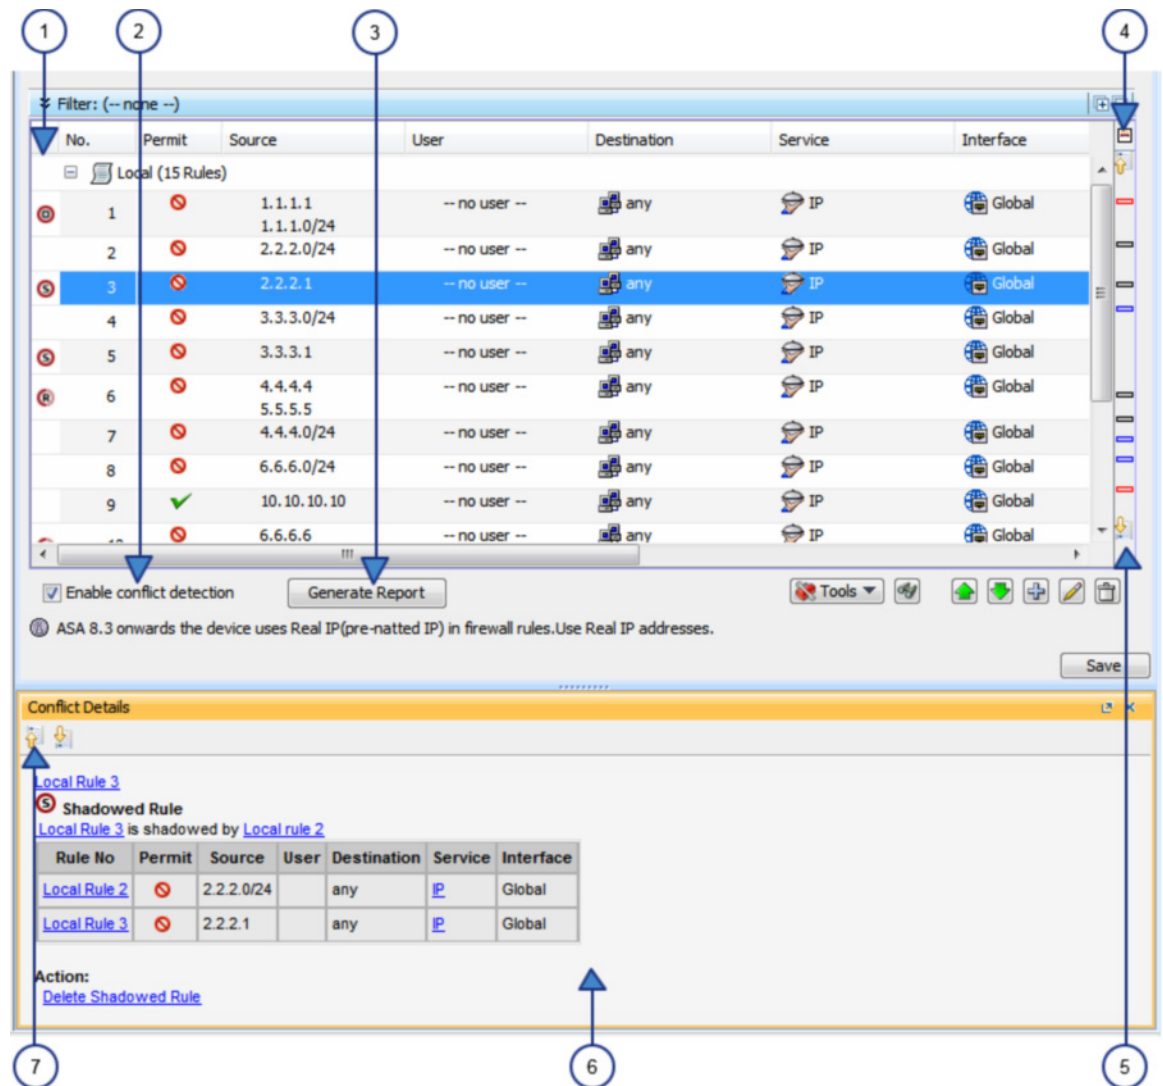 1 2 3 4
Filter: (-- none --)
No. Permit Source User Destination Service Interface
Local (15 Rules)
1 1.1.1.1 -- no user -- any IP Global
1.1.1.0/24
2 2.2.2.0/24 -- no user -- any IP Global
S 3 2.2.2.1 -- no user -- any IP Global
4 3.3.3.0/24 -- no user -- any IP Global
S 5 3.3.3.1 -- no user -- any IP Global
R 6 4.4.4.4 -- no user -- any IP Global
5.5.5.5
7 4.4.4.0/24 -- no user -- any IP Global
8 6.6.6.0/24 -- no user -- any IP Global
9 10.10.10.10 -- no user -- any IP Global
6.6.6.6 -- no user -- any IP Global
Enable conflict detection Generate Report Tools
ASA 8.3 onwards the device uses Real IP(pre-natted IP) in firewall rules.Use Real IP addresses.
Save
Conflict Details
Local Rule 3
S Shadowed Rule
Local Rule 3 is shadowed by Local rule 2
Rule No Permit Source User Destination Service Interface
Local Rule 2 2.2.2.0/24 any IP Global
Local Rule 3 2.2.2.1 any IP Global
Action:
Delete Shadowed Rule
7 6 5